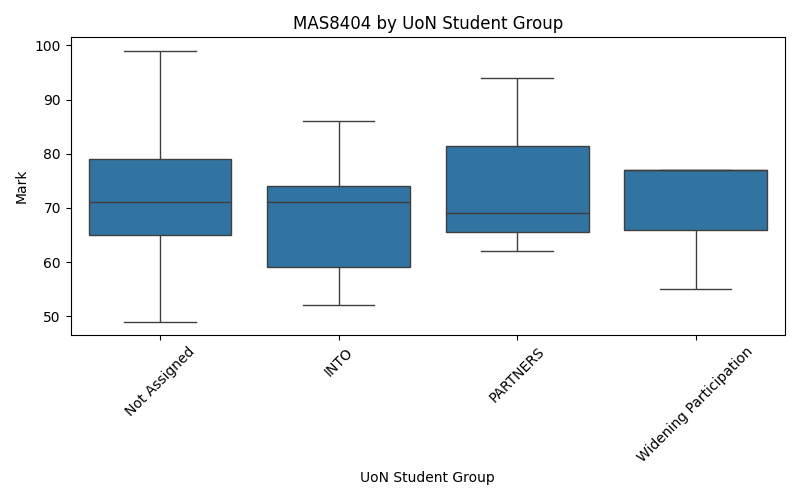 MAS8404 by UoN Student Group
Mark
100
90
80
70
60
50
Not Assigned
INTO
PARTNERS
Widening Participation
UoN Student Group